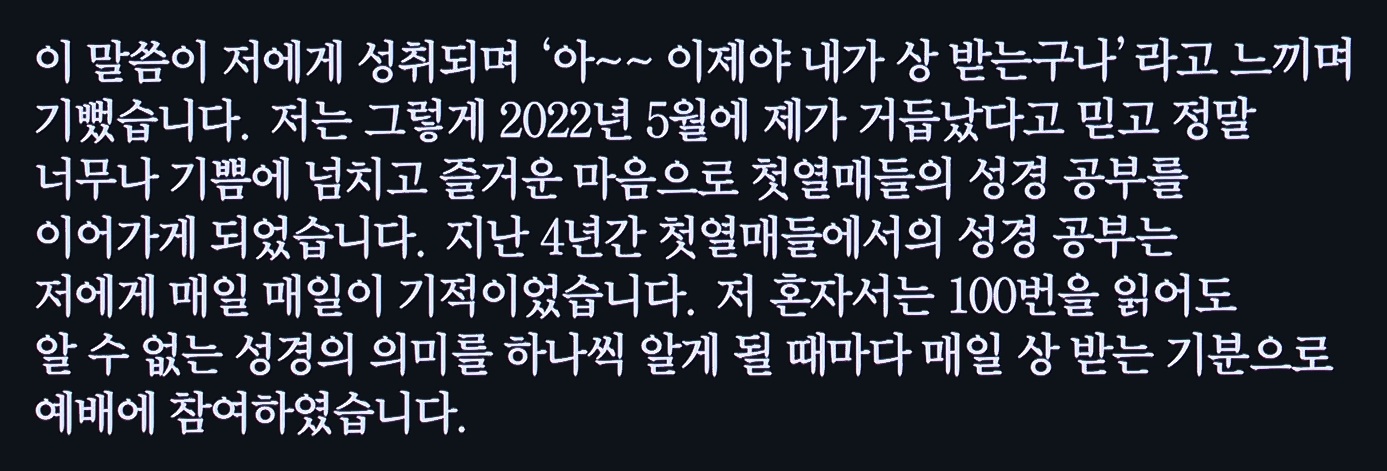 이 말씀이 저에게 성취되며 ‘아~~ 이제야 내가 상 받는구나’ 라고 느끼며
기뻤습니다. 저는 그렇게 2022년 5월에 제가 거듭났다고 믿고 정말
너무나 기쁨에 넘치고 즐거운 마음으로 첫열매들의 성경 공부를
이어가게 되었습니다. 지난 4년간 첫열매들에서의 성경 공부는
저에게 매일 매일이 기적이었습니다. 저 혼자서는 100번을 읽어도
알 수 없는 성경의 의미를 하나씩 알게 될 때마다 매일 상 받는 기분으로
예배에 참여하였습니다.